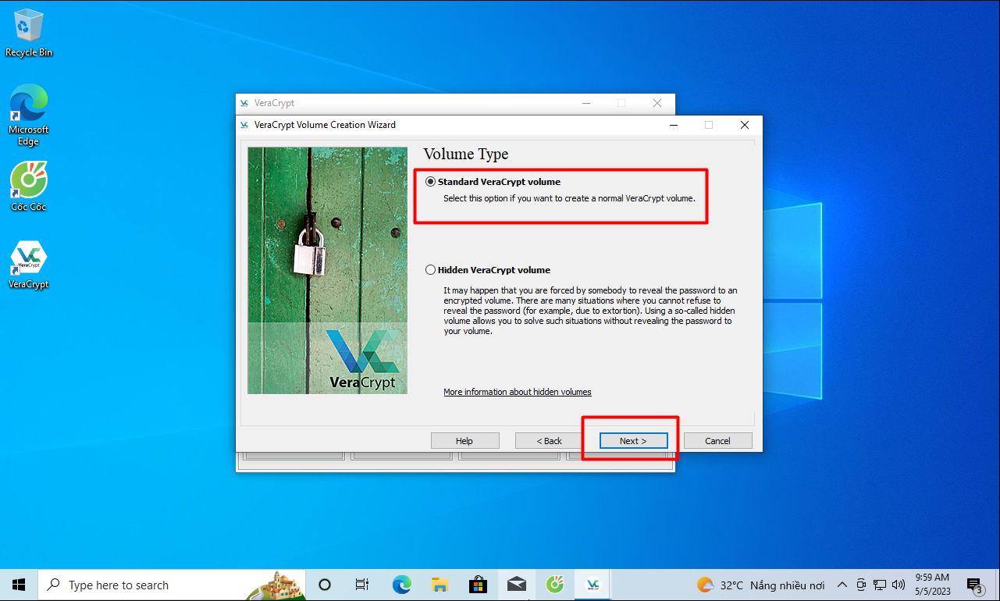 Recycle Bin
Microsoft
Edge
Cốc Cốc
VeraCrypt
VeraCrypt
VeraCrypt
VeraCrypt Volume Creation Wizard
Volume Type
Standard VeraCrypt volume
Select this option if you want to create a normal VeraCrypt volume.
Hidden VeraCrypt volume
It may happen that you are forced by somebody to reveal the password to an
encrypted volume. There are many situations where you cannot refuse to
reveal the password (for example, due to extortion). Using a so-called hidden
volume allows you to solve such situations without revealing the password to
your volume.
VeraCrypt
More information about hidden volumes
Help
< Back
Next >
Cancel
Type here to search
32°C Nắng nhiều nơi
9:59 AM
5/5/2023
3